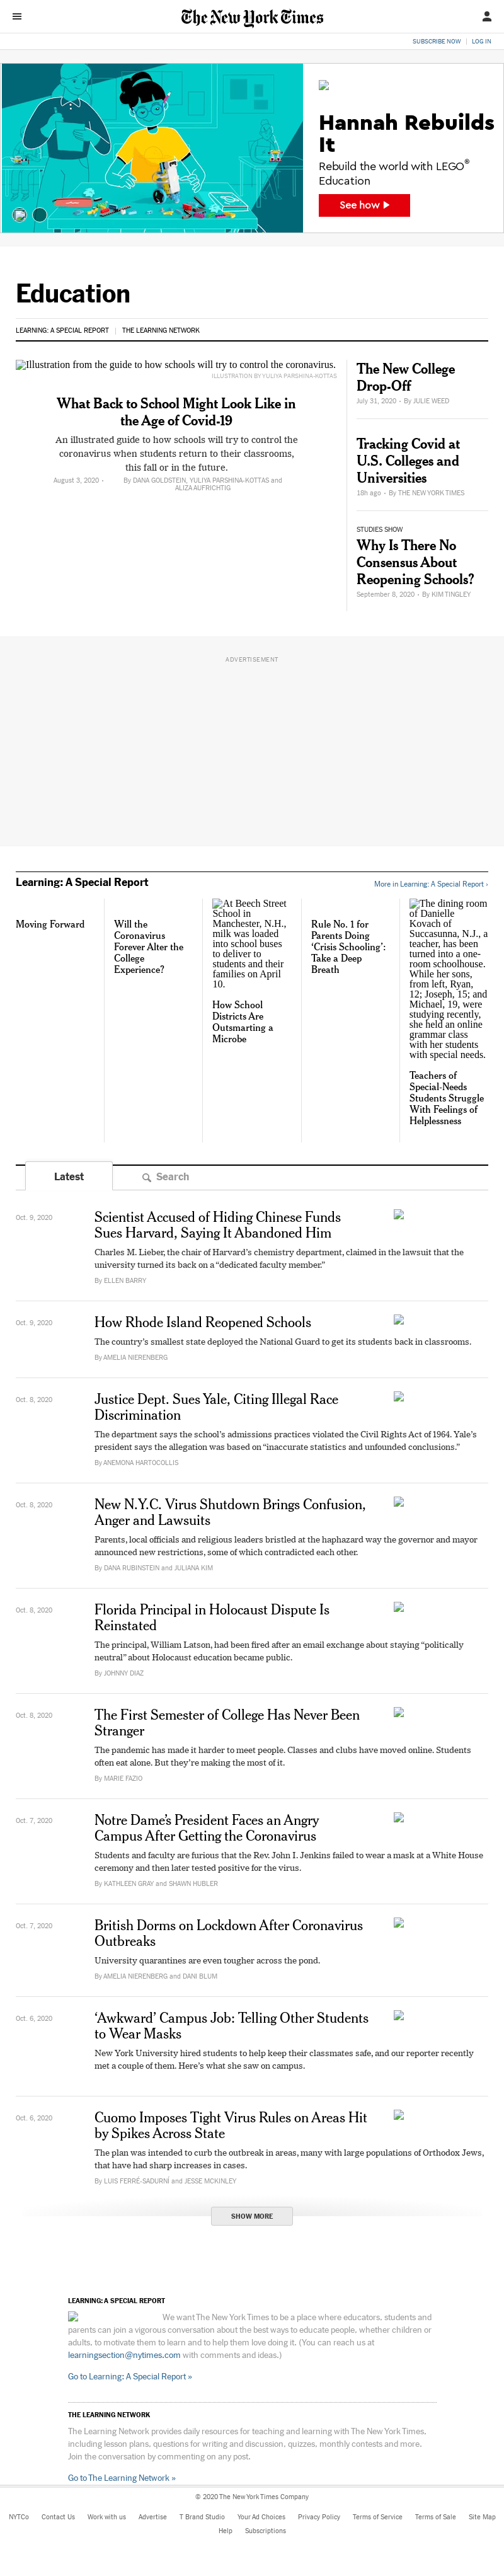 The New York Times
SUBSCRIBE NOW | LOG IN
Hannah Rebuilds
It
Rebuild the world with LEGO®
Education
See how
Education
LEARNING: A SPECIAL REPORT | THE LEARNING NETWORK
Illustration from the guide to how schools will try to control the coronavirus.
ILLUSTRATION BY YULIYA PARSHINA-KOTTAS
What Back to School Might Look Like in
the Age of Covid-19
An illustrated guide to how schools will try to control the
coronavirus when students return to their classrooms,
this fall or in the future.
August 3, 2020 • By DANA GOLDSTEIN, YULIYA PARSHINA-KOTTAS and
ALIZA AUFRICHTIG
The New College
Drop-Off
July 31, 2020 • By JULIE WEED
Tracking Covid at
U.S. Colleges and
Universities
18h ago • By THE NEW YORK TIMES
STUDIES SHOW
Why Is There No
Consensus About
Reopening Schools?
September 8, 2020 • By KIM TINGLEY
ADVERTISEMENT
Learning: A Special Report
More in Learning: A Special Report ›
Moving Forward
Will the
Coronavirus
Forever Alter the
College
Experience?
At Beech Street
School in
Manchester, N.H.,
milk was loaded
into school buses
to deliver to
students and their
families on April
10.
How School
Districts Are
Outsmarting a
Microbe
Rule No. 1 for
Parents Doing
‘Crisis Schooling’:
Take a Deep
Breath
The dining room
of Danielle
Kovach of
Succasunna, N.J., a
teacher, has been
turned into a one-
room schoolhouse.
While her sons,
from left, Ryan,
12; Joseph, 15; and
Michael, 19, were
studying recently,
she held an online
grammar class
with her students
with special needs.
Teachers of
Special-Needs
Students Struggle
With Feelings of
Helplessness
Latest
Search
Oct. 9, 2020
Scientist Accused of Hiding Chinese Funds
Sues Harvard, Saying It Abandoned Him
Charles M. Lieber, the chair of Harvard’s chemistry department, claimed in the lawsuit that the
university turned its back on a “dedicated faculty member.”
By ELLEN BARRY
Oct. 9, 2020
How Rhode Island Reopened Schools
The country’s smallest state deployed the National Guard to get its students back in classrooms.
By AMELIA NIERENBERG
Oct. 8, 2020
Justice Dept. Sues Yale, Citing Illegal Race
Discrimination
The department says the school’s admissions practices violated the Civil Rights Act of 1964. Yale’s
president says the allegation was based on “inaccurate statistics and unfounded conclusions.”
By ANEMONA HARTOCOLLIS
Oct. 8, 2020
New N.Y.C. Virus Shutdown Brings Confusion,
Anger and Lawsuits
Parents, local officials and religious leaders bristled at the haphazard way the governor and mayor
announced new restrictions, some of which contradicted each other.
By DANA RUBINSTEIN and JULIANA KIM
Oct. 8, 2020
Florida Principal in Holocaust Dispute Is
Reinstated
The principal, William Latson, had been fired after an email exchange about staying “politically
neutral” about Holocaust education became public.
By JOHNNY DIAZ
Oct. 8, 2020
The First Semester of College Has Never Been
Stranger
The pandemic has made it harder to meet people. Classes and clubs have moved online. Students
often eat alone. But they’re making the most of it.
By MARIE FAZIO
Oct. 7, 2020
Notre Dame’s President Faces an Angry
Campus After Getting the Coronavirus
Students and faculty are furious that the Rev. John I. Jenkins failed to wear a mask at a White House
ceremony and then later tested positive for the virus.
By KATHLEEN GRAY and SHAWN HUBLER
Oct. 7, 2020
British Dorms on Lockdown After Coronavirus
Outbreaks
University quarantines are even tougher across the pond.
By AMELIA NIERENBERG and DANI BLUM
Oct. 6, 2020
‘Awkward’ Campus Job: Telling Other Students
to Wear Masks
New York University hired students to help keep their classmates safe, and our reporter recently
met a couple of them. Here’s what she saw on campus.
Oct. 6, 2020
Cuomo Imposes Tight Virus Rules on Areas Hit
by Spikes Across State
The plan was intended to curb the outbreak in areas, many with large populations of Orthodox Jews,
that have had sharp increases in cases.
By LUIS FERRÉ-SADURNÍ and JESSE MCKINLEY
SHOW MORE
LEARNING: A SPECIAL REPORT
We want The New York Times to be a place where educators, students and
parents can join a vigorous conversation about the best ways to educate people, whether children or
adults, to motivate them to learn and to help them love doing it. (You can reach us at
learningsection@nytimes.com with comments and ideas.)
Go to Learning: A Special Report »
THE LEARNING NETWORK
The Learning Network provides daily resources for teaching and learning with The New York Times,
including lesson plans, questions for writing and discussion, quizzes, monthly contests and more.
Join the conversation by commenting on any post.
Go to The Learning Network »
© 2020 The New York Times Company
NYTCo Contact Us Work with us Advertise T Brand Studio Your Ad Choices Privacy Policy Terms of Service Terms of Sale Site Map
Help Subscriptions